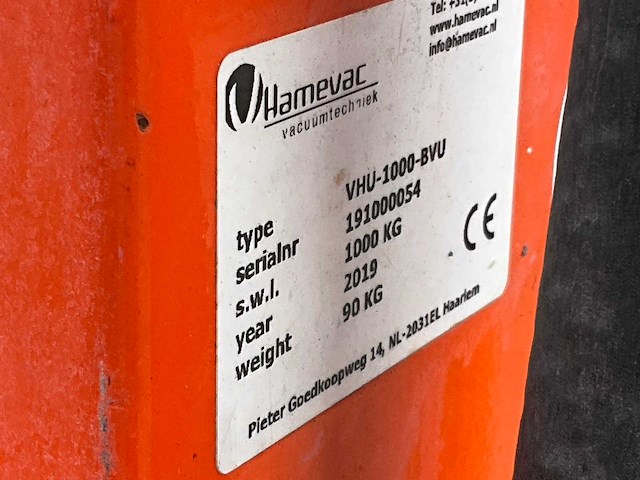 Tel:
www.hamevac.nl
info@hamevac.nl
Hamevac
vacuümtechniek
type VHU-1000-BVU
serialnr 191000054
s.w.l. 1000 KG
year 2019
weight 90 KG
CE
Pieter Goedkoopweg 14, NL-2031EL Haarlem